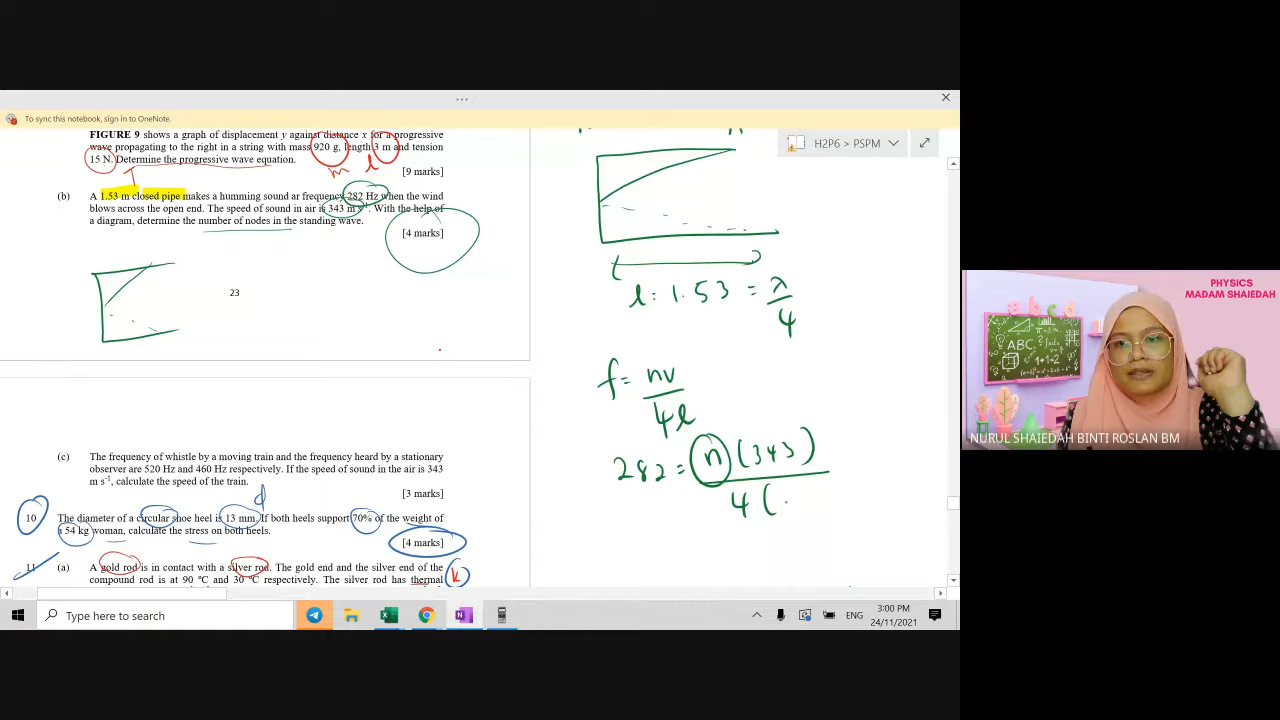 To sync this notebook, sign in to OneNote.
FIGURE 9 shows a graph of displacement y against distance x for a progressive
wave propagating to the right in a string with mass 920 g, length 3 m and tension
15 N. Determine the progressive wave equation.
T
m
l
[9 marks]
(b) A 1.53 m closed pipe makes a humming sound ar frequency 282 Hz when the wind
blows across the open end. The speed of sound in air is 343 m s-1. With the help of
a diagram, determine the number of nodes in the standing wave.
[4 marks]
23
(c) The frequency of whistle by a moving train and the frequency heard by a stationary
observer are 520 Hz and 460 Hz respectively. If the speed of sound in the air is 343
m s-1, calculate the speed of the train.
[3 marks]
d
10 The diameter of a circular shoe heel is 13 mm. If both heels support 70% of the weight of
a 54 kg woman, calculate the stress on both heels.
[4 marks]
11 (a) A gold rod is in contact with a silver rod. The gold end and the silver end of the
compound rod is at 90 °C and 30 °C respectively. The silver rod has thermal
k
H2P6 > PSPM
l: 1.53 = λ/4
f = nv/4l
282 = n(343)
4 (
PHYSICS
MADAM SHAIEDAH
a b c
ABC
1+1=2
NURUL SHAIEDAH BINTI ROSLAN BM
Type here to search
ENG
3:00 PM
24/11/2021